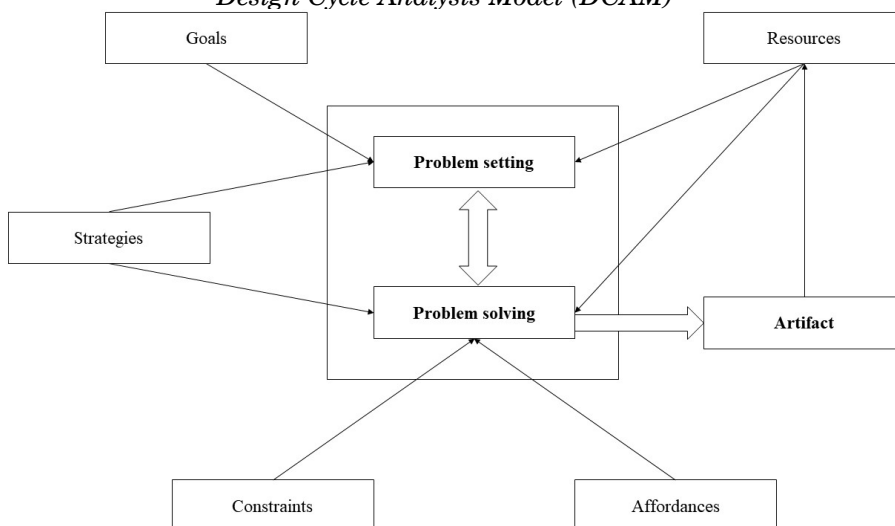 Design Cycle Analysis Model (DCAM)
Goals
Resources
Problem setting
Strategies
Problem solving
Artifact
Constraints
Affordances